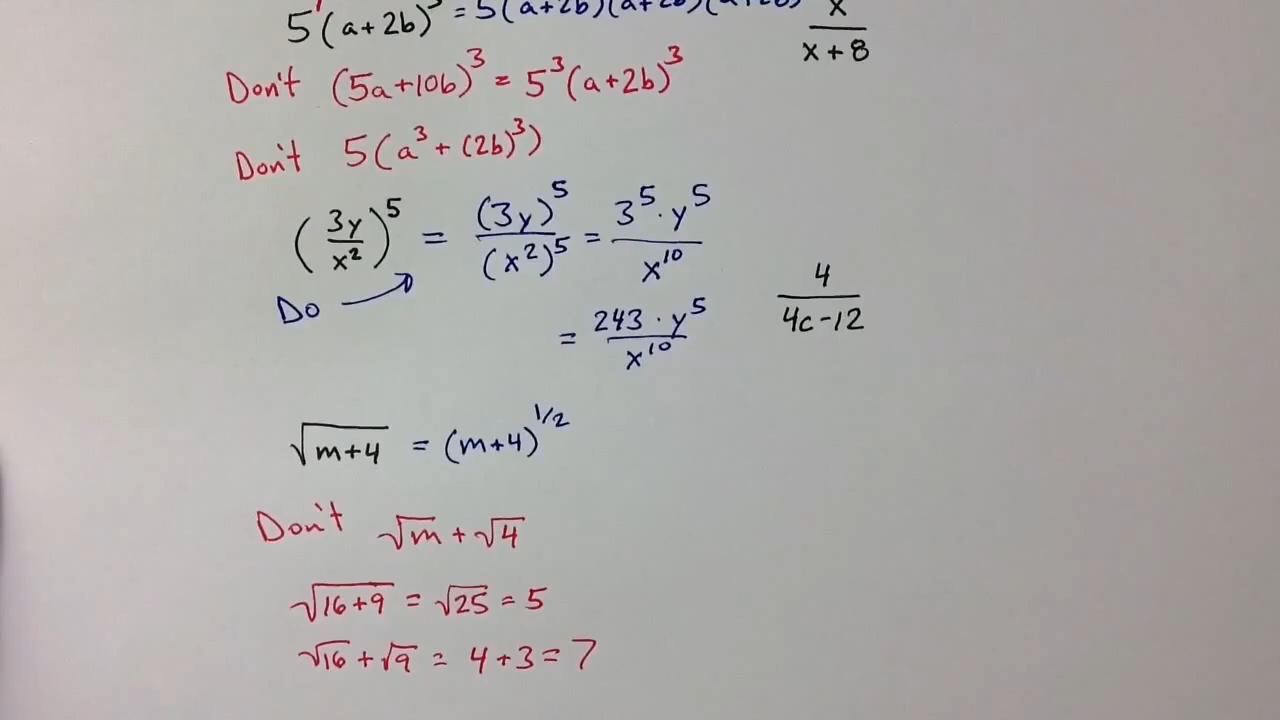 5(a+2b)³ = 5(a+2b)(a+2b)(a+2b)
Don't (5a+10b)³ = 5³(a+2b)³
Don't 5(a³ + (2b)³)
(3y/x²)⁵ = (3y)⁵/(x²)⁵ = 3⁵·y⁵/x¹⁰
Do
= 243·y⁵/x¹⁰
√(m+4) = (m+4)^1/2
Don't √m + √4
√(16+9) = √25 = 5
√16 + √9 = 4+3 = 7
x/(x+8)
4/(4c-12)